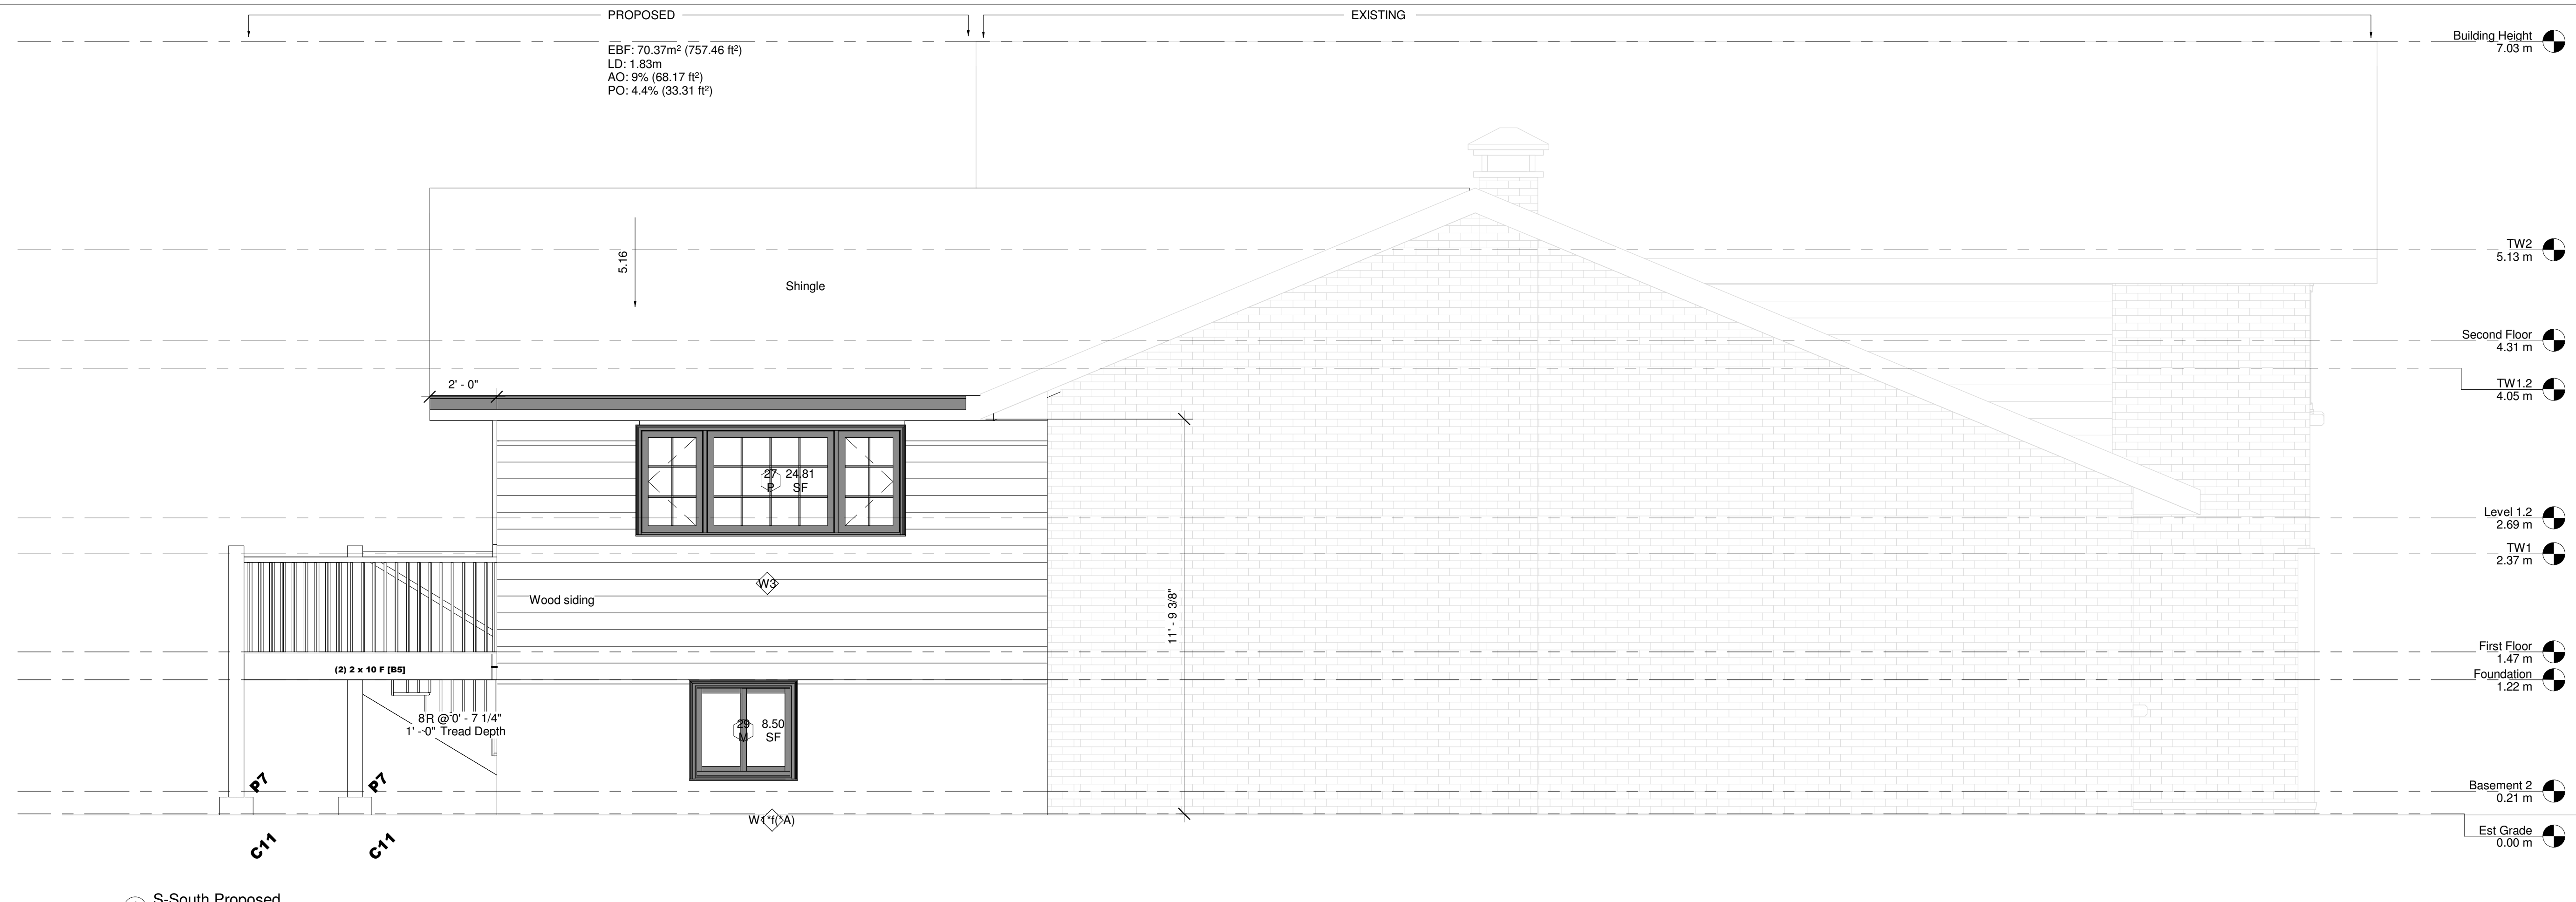 PROPOSED
EXISTING
EBF: 70.37m² (757.46 ft²)
LD: 1.83m
AO: 9% (68.17 ft²)
PO: 4.4% (33.31 ft²)
Building Height
7.03 m
TW2
5.13 m
5.16
Shingle
Second Floor
4.31 m
TW1.2
4.05 m
2' - 0"
27 24.81
P SF
Level 1.2
2.69 m
TW1
2.37 m
W3
Wood siding
11' - 9 3/8"
First Floor
1.47 m
Foundation
1.22 m
(2) 2 x 10 F [B5]
8R @ 0' - 7 1/4"
1' - 0" Tread Depth
29 8.50
M SF
P7
P7
Basement 2
0.21 m
W1*f(*A)
C11
C11
Est Grade
0.00 m
S-South Proposed